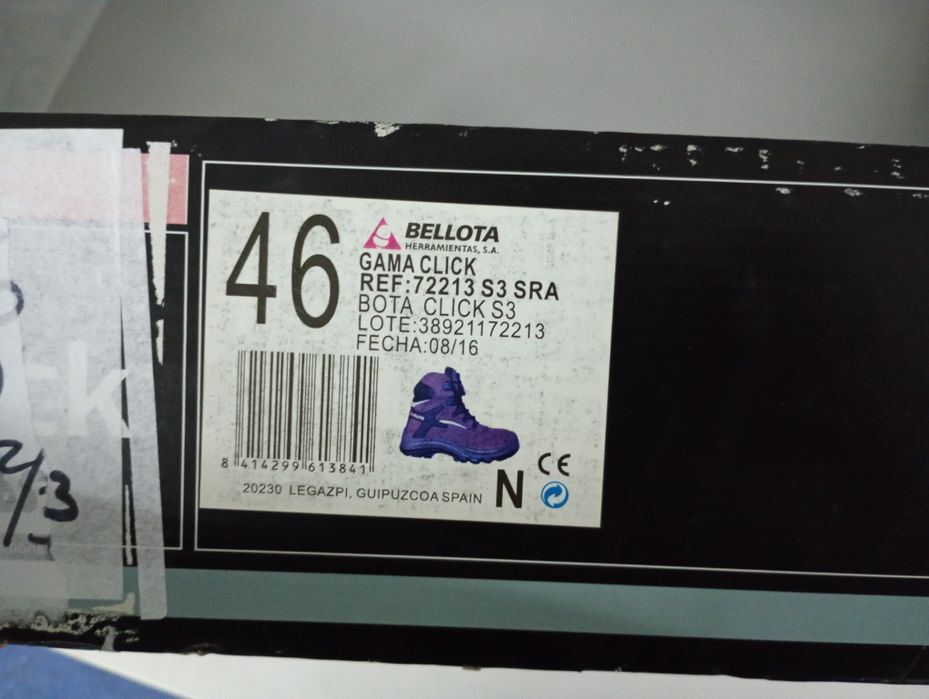 46
BELLOTA
HERRAMIENTAS, S.A.
GAMA CLICK
REF:72213 S3 SRA
BOTA CLICK S3
LOTE:38921172213
FECHA:08/16
8 414299 613841
20230 LEGAZPI, GUIPUZCOA SPAIN
N
CE
ck